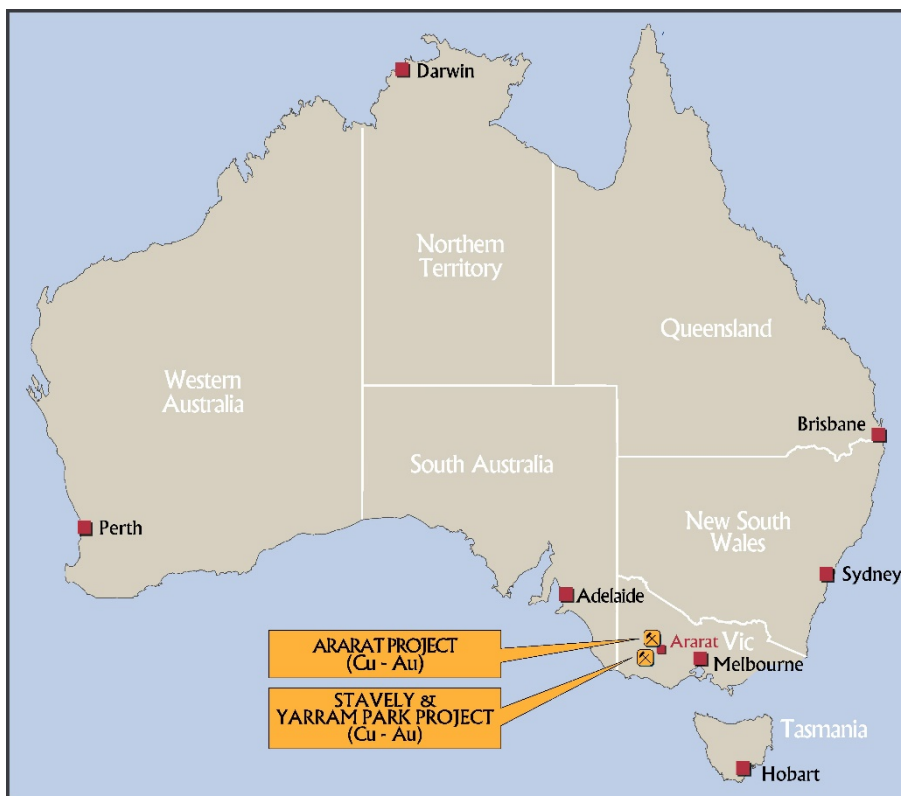 Darwin
Northern
Territory
Queensland
Western
Australia
Brisbane
South Australia
New South
Wales
Perth
Sydney
Adelaide
ARARAT PROJECT
(Cu - Au)
Ararat
Vic
Melbourne
STAVELY &
YARRAM PARK PROJECT
(Cu - Au)
Tasmania
Hobart